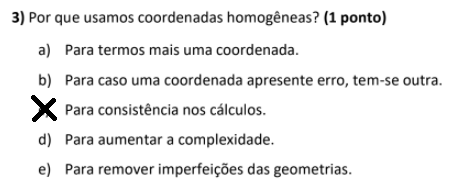 3) Por que usamos coordenadas homogêneas? (1 ponto)
a) Para termos mais uma coordenada.
b) Para caso uma coordenada apresente erro, tem-se outra.
Para consistência nos cálculos.
d) Para aumentar a complexidade.
e) Para remover imperfeições das geometrias.